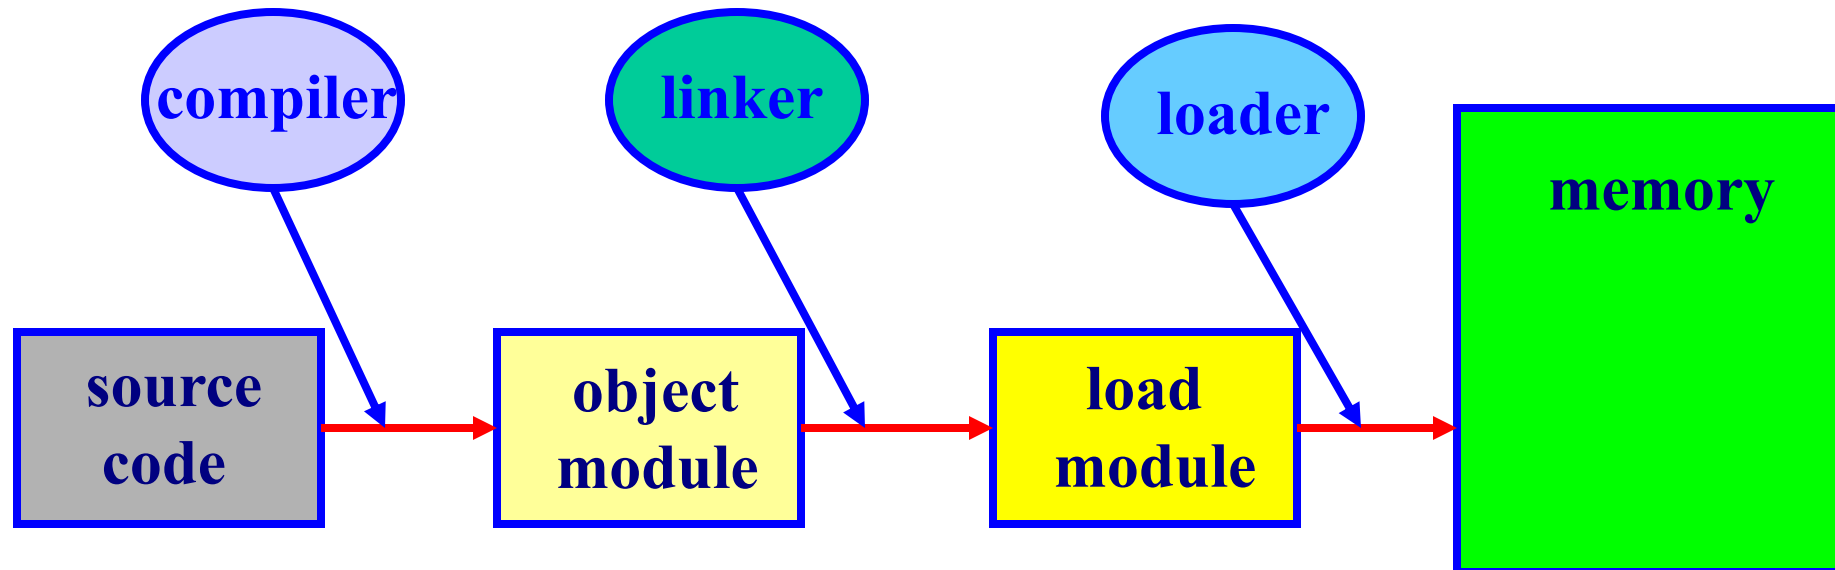 compiler
linker
loader
memory
source
code
object
module
load
module